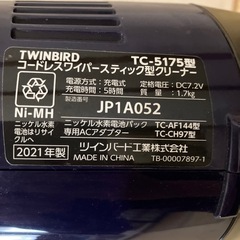 TWINBIRD TC-5175型
コードレスワイパースティック型クリーナー
電源方式：充電式 定格電圧：DC7.2V
充電時間：5時間 質量：1.7kg
製造番号
JP1A052
Ni-MH
ニッケル水素
電池はリサイ
クルへ
ニッケル水素電池パック TC-AF144型
専用ACアダプター TC-CH97型
2021年製
ツインバード工業株式会社
MADE IN CHINA TB-00007897-1